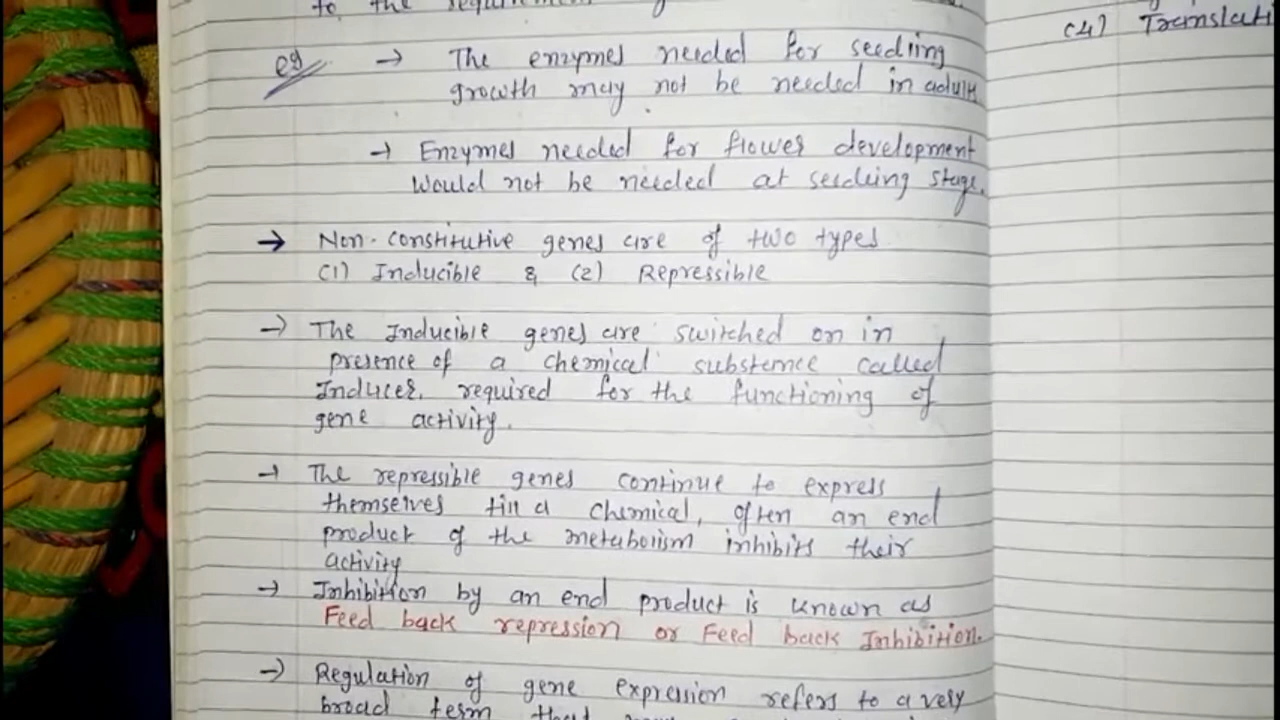 to the requirement
eg → The enzymes needed for seedling
growth may not be needed in adult
→ Enzymes needed for flower development
would not be needed at seedling stage.
→ Non-constitutive genes are of two types
(1) Inducible & (2) Repressible
→ The Inducible genes are switched on in
presence of a chemical substance called
Inducer, required for the functioning of
gene activity.
→ The repressible genes continue to express
themselves till a chemical, often an end
product of the metabolism inhibits their
activity
→ Inhibition by an end product is known as
Feed back repression or Feed back Inhibition.
→ Regulation of gene expression refers to a very
broad term that
(4)